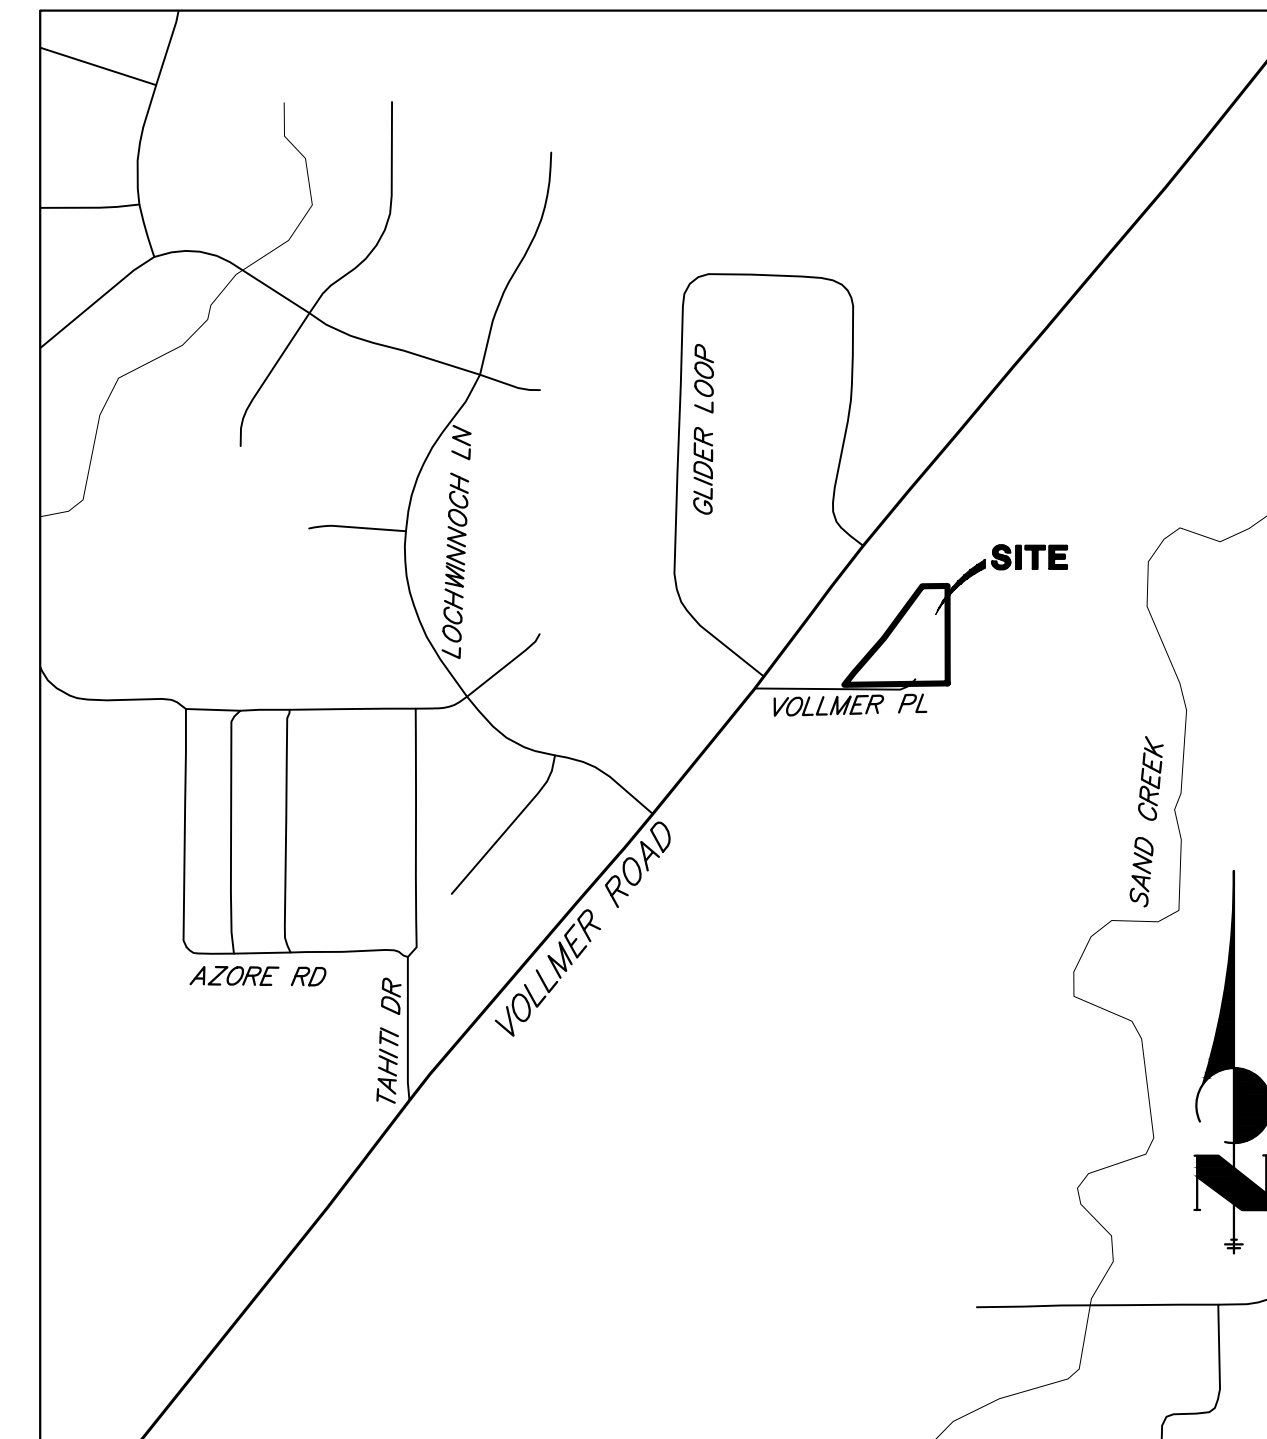 GLIDER LOOP
LOCHWINNOCH LN
SITE
VOLLMER PL
SAND CREEK
VOLLMER ROAD
AZORE RD
TAHITI DR
N